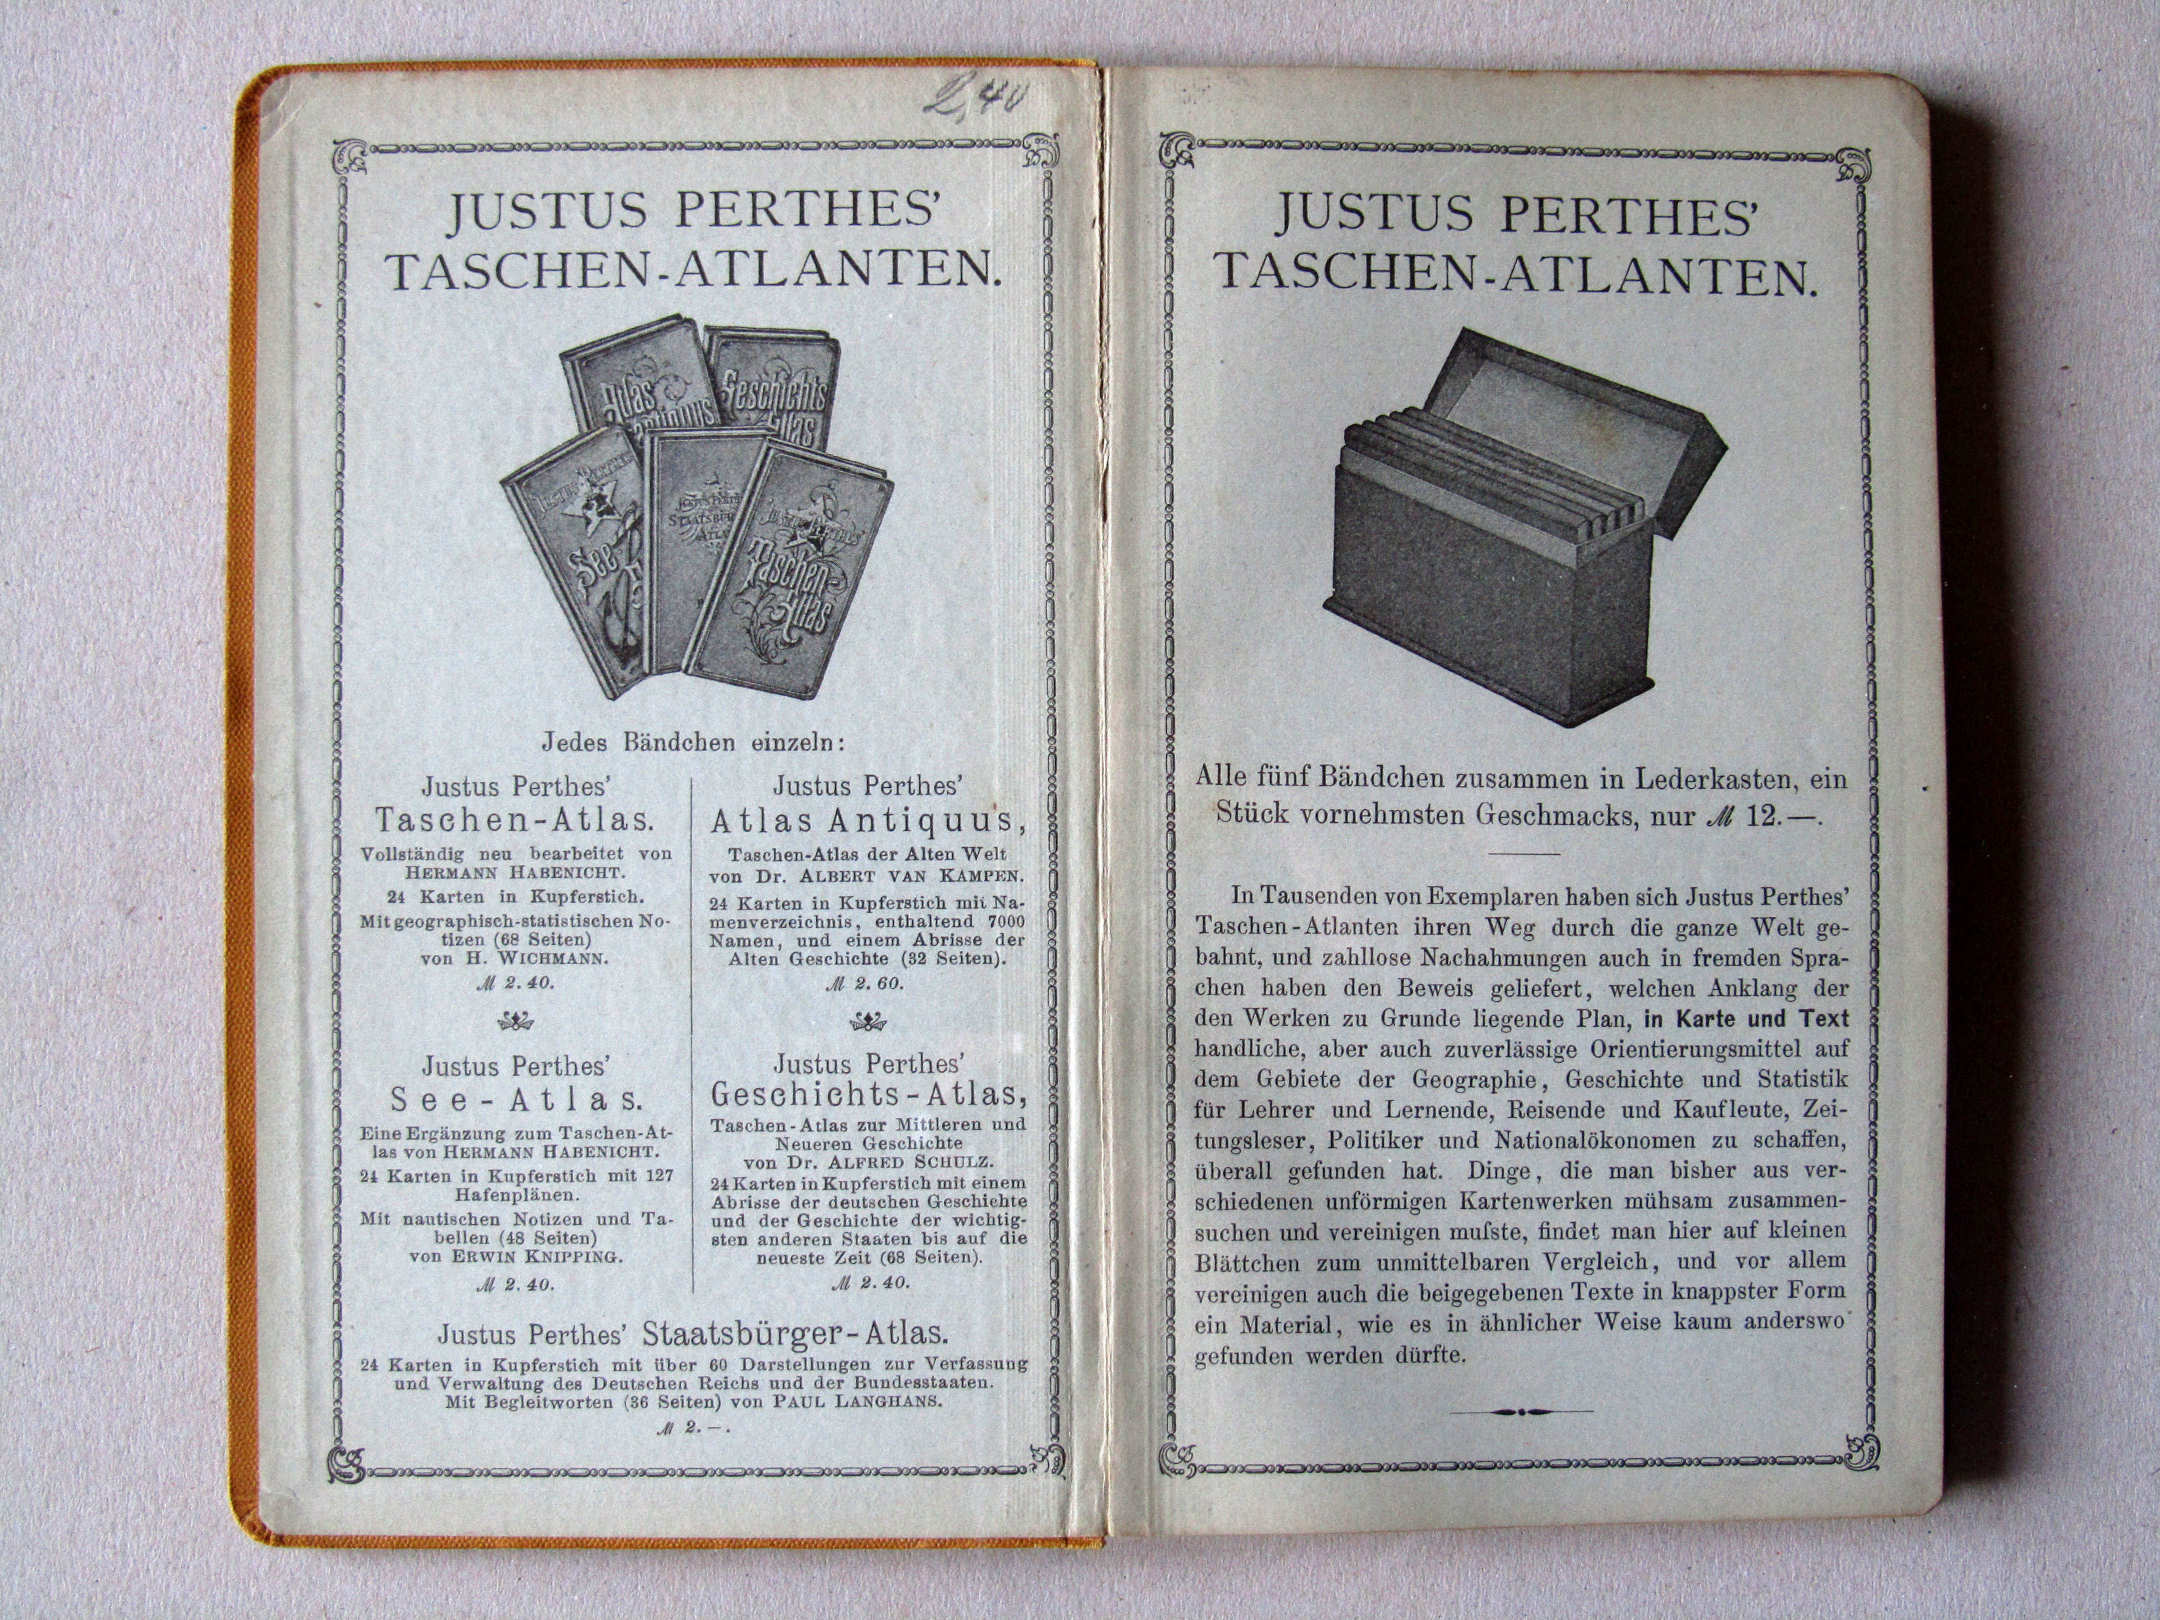 2,40
JUSTUS PERTHES'
TASCHEN-ATLANTEN.
Atlas
Geschichts
Atlas
JUSTUS PERTHES
See
STAATSBÜR
ATL
JUSTUS PERTHES'
Taschen-
Atlas
Jedes Bändchen einzeln:
Justus Perthes'
Taschen-Atlas.
Vollständig neu bearbeitet von
HERMANN HABENICHT.
24 Karten in Kupferstich.
Mit geographisch-statistischen No-
tizen (68 Seiten)
von H. WICHMANN.
ℳ 2.40.
Justus Perthes'
Atlas Antiquus,
Taschen-Atlas der Alten Welt
von Dr. ALBERT VAN KAMPEN.
24 Karten in Kupferstich mit Na-
menverzeichnis, enthaltend 7000
Namen, und einem Abrisse der
Alten Geschichte (32 Seiten).
ℳ 2.60.
Justus Perthes'
See-Atlas.
Eine Ergänzung zum Taschen-At-
las von HERMANN HABENICHT.
24 Karten in Kupferstich mit 127
Hafenplänen.
Mit nautischen Notizen und Ta-
bellen (48 Seiten)
von ERWIN KNIPPING.
ℳ 2.40.
Justus Perthes'
Geschichts-Atlas,
Taschen-Atlas zur Mittleren und
Neueren Geschichte
von Dr. ALFRED SCHULZ.
24 Karten in Kupferstich mit einem
Abrisse der deutschen Geschichte
und der Geschichte der wichtig-
sten anderen Staaten bis auf die
neueste Zeit (68 Seiten).
ℳ 2.40.
Justus Perthes' Staatsbürger-Atlas.
24 Karten in Kupferstich mit über 60 Darstellungen zur Verfassung
und Verwaltung des Deutschen Reichs und der Bundesstaaten.
Mit Begleitworten (36 Seiten) von PAUL LANGHANS.
ℳ 2.—.
JUSTUS PERTHES'
TASCHEN-ATLANTEN.
Alle fünf Bändchen zusammen in Lederkasten, ein
Stück vornehmsten Geschmacks, nur ℳ 12.—.
In Tausenden von Exemplaren haben sich Justus Perthes'
Taschen-Atlanten ihren Weg durch die ganze Welt ge-
bahnt, und zahllose Nachahmungen auch in fremden Spra-
chen haben den Beweis geliefert, welchen Anklang der
den Werken zu Grunde liegende Plan, in Karte und Text
handliche, aber auch zuverlässige Orientierungsmittel auf
dem Gebiete der Geographie, Geschichte und Statistik
für Lehrer und Lernende, Reisende und Kaufleute, Zei-
tungsleser, Politiker und Nationalökonomen zu schaffen,
überall gefunden hat. Dinge, die man bisher aus ver-
schiedenen unförmigen Kartenwerken mühsam zusammen-
suchen und vereinigen mufste, findet man hier auf kleinen
Blättchen zum unmittelbaren Vergleich, und vor allem
vereinigen auch die beigegebenen Texte in knappster Form
ein Material, wie es in ähnlicher Weise kaum anderswo
gefunden werden dürfte.